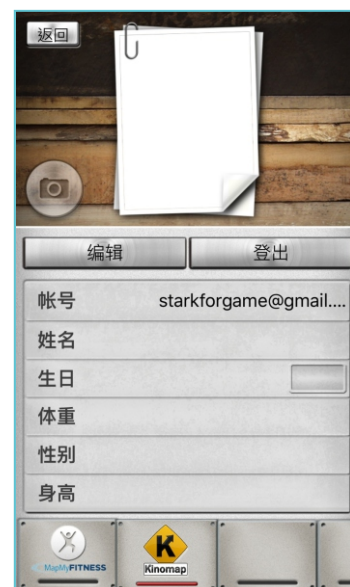 返回
编辑
登出
帐号 starkforgame@gmail....
姓名
生日
体重
性别
身高
MapMyFITNESS
K
Kinomap